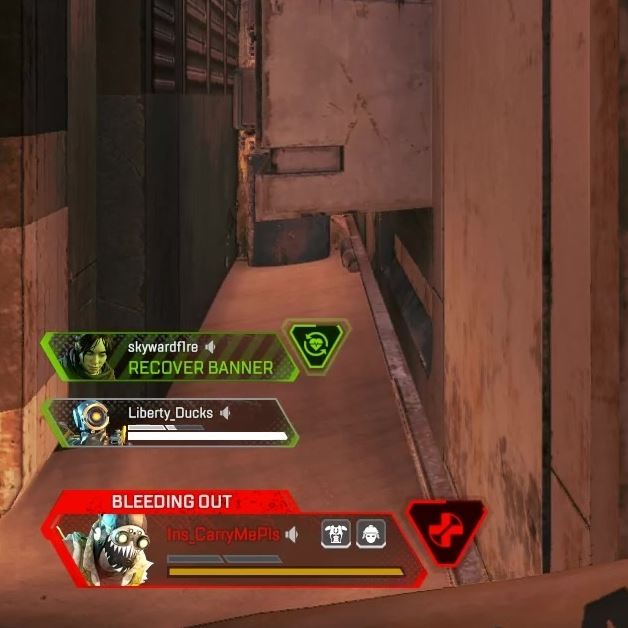 skywardf1re
RECOVER BANNER
Liberty_Ducks
BLEEDING OUT
Ins_CarryMePls